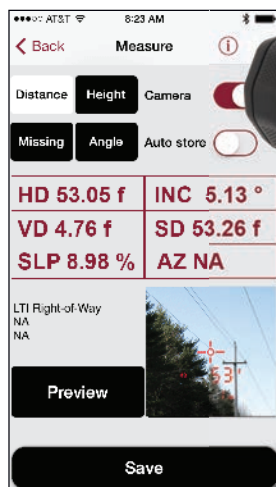 AT&T 8:23 AM
Back Measure i
Distance Height Camera
Missing Angle Auto store
HD 53.05 f INC 5.13 °
VD 4.76 f SD 53.26 f
SLP 8.98 % AZ NA
LTI Right-of-Way
NA
NA
53'
Preview
Save